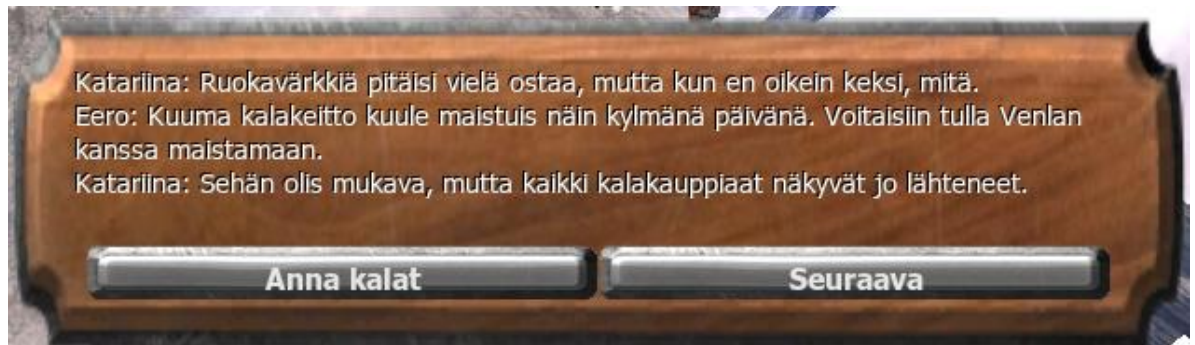 Katariina: Ruokavärkkiä pitäisi vielä ostaa, mutta kun en oikein keksi, mitä.
Eero: Kuuma kalakeitto kuule maistuis näin kylmänä päivänä. Voitaisiin tulla Venlan
kanssa maistamaan.
Katariina: Sehän olis mukava, mutta kaikki kalakauppiaat näkyvät jo lähteneet.
Anna kalat
Seuraava